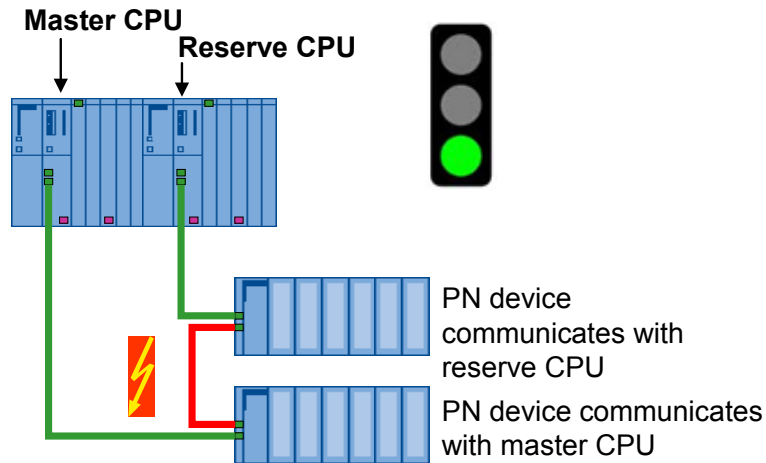 Master CPU
Reserve CPU
PN device
communicates with
reserve CPU
PN device communicates
with master CPU